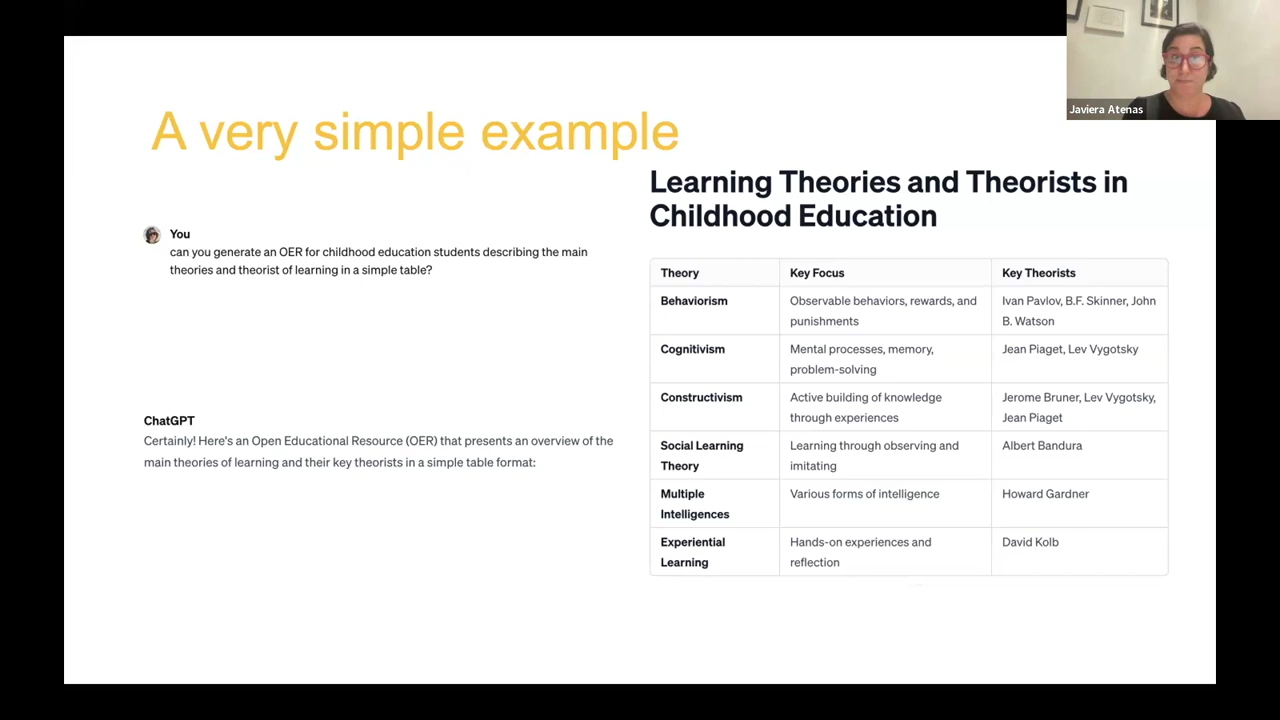 Javiera Atenas
A very simple example
You
can you generate an OER for childhood education students describing the main
theories and theorist of learning in a simple table?
ChatGPT
Certainly! Here's an Open Educational Resource (OER) that presents an overview of the
main theories of learning and their key theorists in a simple table format:
Learning Theories and Theorists in
Childhood Education
Theory Key Focus Key Theorists
Behaviorism Observable behaviors, rewards, and Ivan Pavlov, B.F. Skinner, John
punishments B. Watson
Cognitivism Mental processes, memory, Jean Piaget, Lev Vygotsky
problem-solving
Constructivism Active building of knowledge Jerome Bruner, Lev Vygotsky,
through experiences Jean Piaget
Social Learning Learning through observing and Albert Bandura
Theory imitating
Multiple Various forms of intelligence Howard Gardner
Intelligences
Experiential Hands-on experiences and David Kolb
Learning reflection